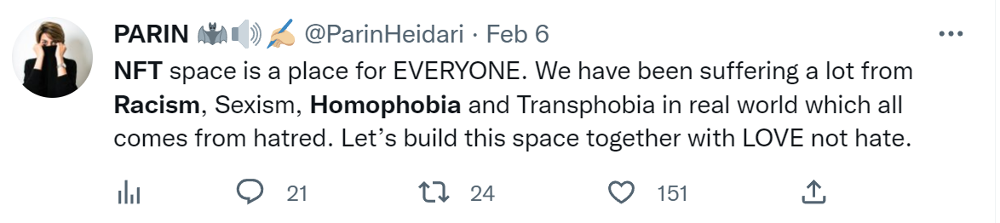 PARIN 🦇🔊✍🏼 @ParinHeidari · Feb 6
NFT space is a place for EVERYONE. We have been suffering a lot from
Racism, Sexism, Homophobia and Transphobia in real world which all
comes from hatred. Let’s build this space together with LOVE not hate.
21 24 151